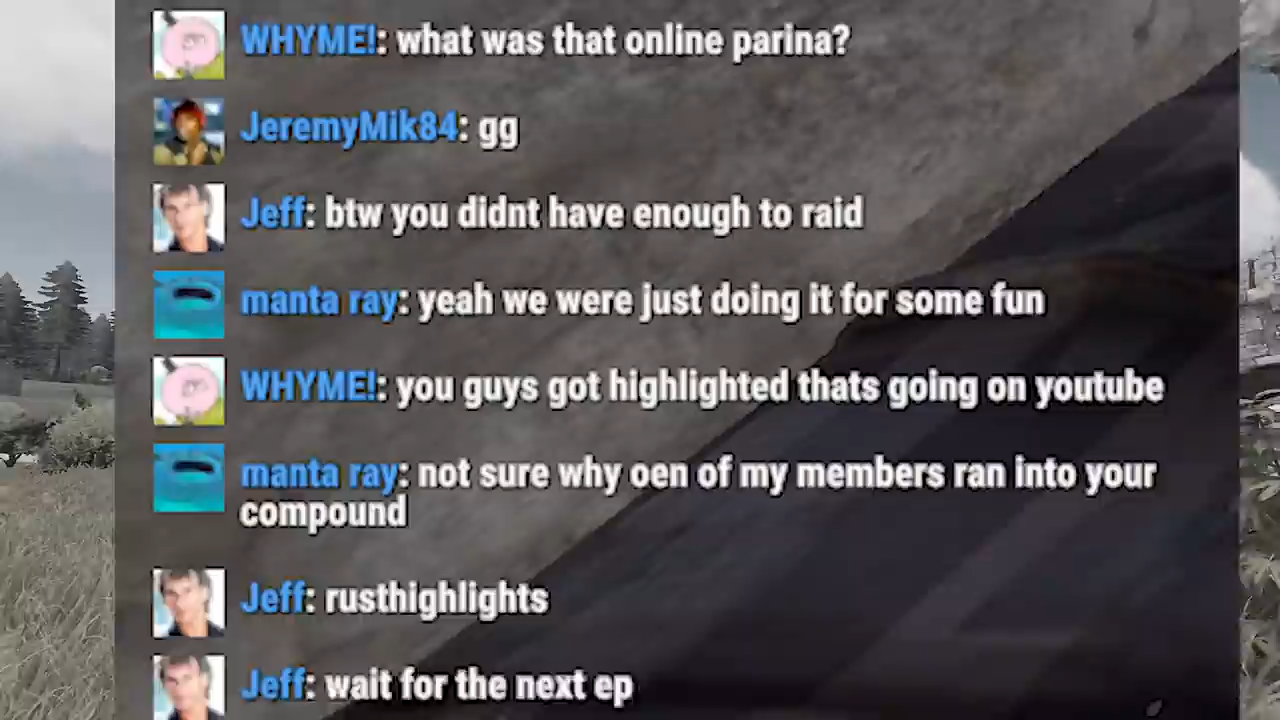 WHYME!: what was that online parina?
JeremyMik84: gg
Jeff: btw you didnt have enough to raid
manta ray: yeah we were just doing it for some fun
WHYME!: you guys got highlighted thats going on youtube
manta ray: not sure why oen of my members ran into your
compound
Jeff: rusthighlights
Jeff: wait for the next ep